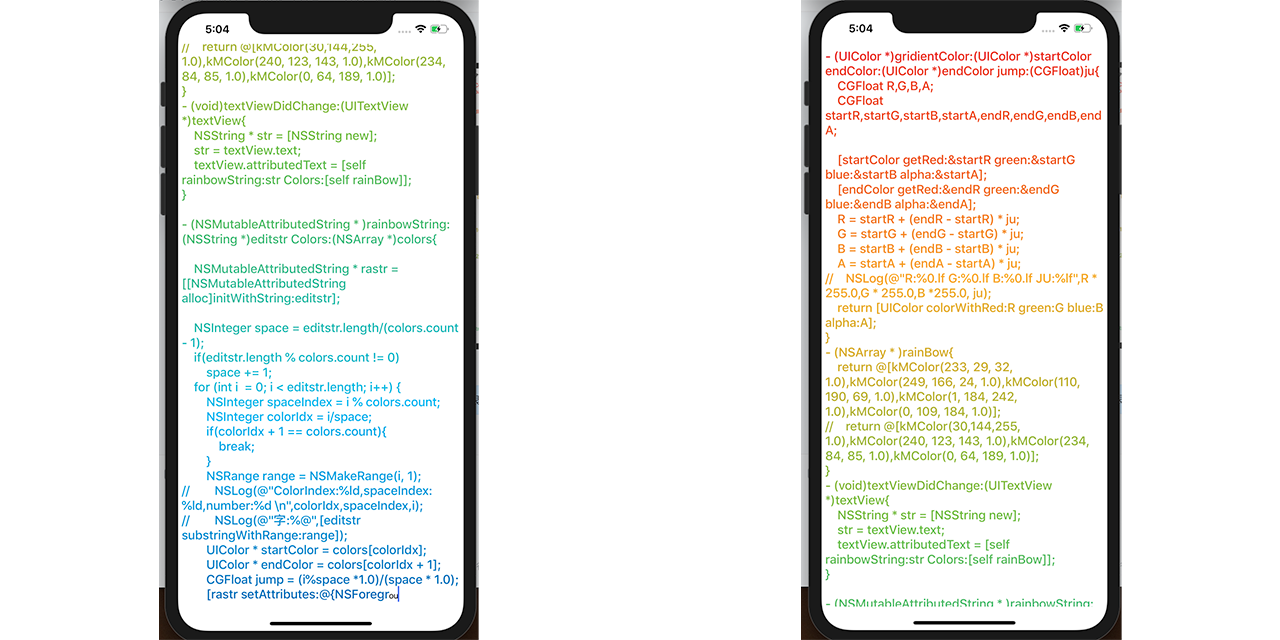 5:04
//    return @[kMColor(30,144,255,
1.0),kMColor(240, 123, 143, 1.0),kMColor(234,
84, 85, 1.0),kMColor(0, 64, 189, 1.0)];
}
- (void)textViewDidChange:(UITextView
*)textView{
NSString * str = [NSString new];
str = textView.text;
textView.attributedText = [self
rainbowString:str Colors:[self rainBow]];
}
- (NSMutableAttributedString * )rainbowString:
(NSString *)editstr Colors:(NSArray *)colors{
NSMutableAttributedString * rastr =
[[NSMutableAttributedString
alloc]initWithString:editstr];
NSInteger space = editstr.length/(colors.count
- 1);
if(editstr.length % colors.count != 0)
space += 1;
for (int i  = 0; i < editstr.length; i++) {
NSInteger spaceIndex = i % colors.count;
NSInteger colorIdx = i/space;
if(colorIdx + 1 == colors.count){
break;
}
NSRange range = NSMakeRange(i, 1);
//        NSLog(@"ColorIndex:%ld,spaceIndex:
%ld,number:%d \n",colorIdx,spaceIndex,i);
//        NSLog(@"字:%@",[editstr
substringWithRange:range]);
UIColor * startColor = colors[colorIdx];
UIColor * endColor = colors[colorIdx + 1];
CGFloat jump = (i%space *1.0)/(space * 1.0);
[rastr setAttributes:@{NSForegrou
5:04
- (UIColor *)gridientColor:(UIColor *)startColor
endColor:(UIColor *)endColor jump:(CGFloat)ju{
CGFloat R,G,B,A;
CGFloat
startR,startG,startB,startA,endR,endG,endB,end
A;
[startColor getRed:&startR green:&startG
blue:&startB alpha:&startA];
[endColor getRed:&endR green:&endG
blue:&endB alpha:&endA];
R = startR + (endR - startR) * ju;
G = startG + (endG - startG) * ju;
B = startB + (endB - startB) * ju;
A = startA + (endA - startA) * ju;
//    NSLog(@"R:%0.lf G:%0.lf B:%0.lf JU:%lf",R *
255.0,G * 255.0,B *255.0, ju);
return [UIColor colorWithRed:R green:G blue:B
alpha:A];
}
- (NSArray * )rainBow{
return @[kMColor(233, 29, 32,
1.0),kMColor(249, 166, 24, 1.0),kMColor(110,
190, 69, 1.0),kMColor(1, 184, 242,
1.0),kMColor(0, 109, 184, 1.0)];
//    return @[kMColor(30,144,255,
1.0),kMColor(240, 123, 143, 1.0),kMColor(234,
84, 85, 1.0),kMColor(0, 64, 189, 1.0)];
}
- (void)textViewDidChange:(UITextView
*)textView{
NSString * str = [NSString new];
str = textView.text;
textView.attributedText = [self
rainbowString:str Colors:[self rainBow]];
}
- (NSMutableAttributedString * )rainbowString: